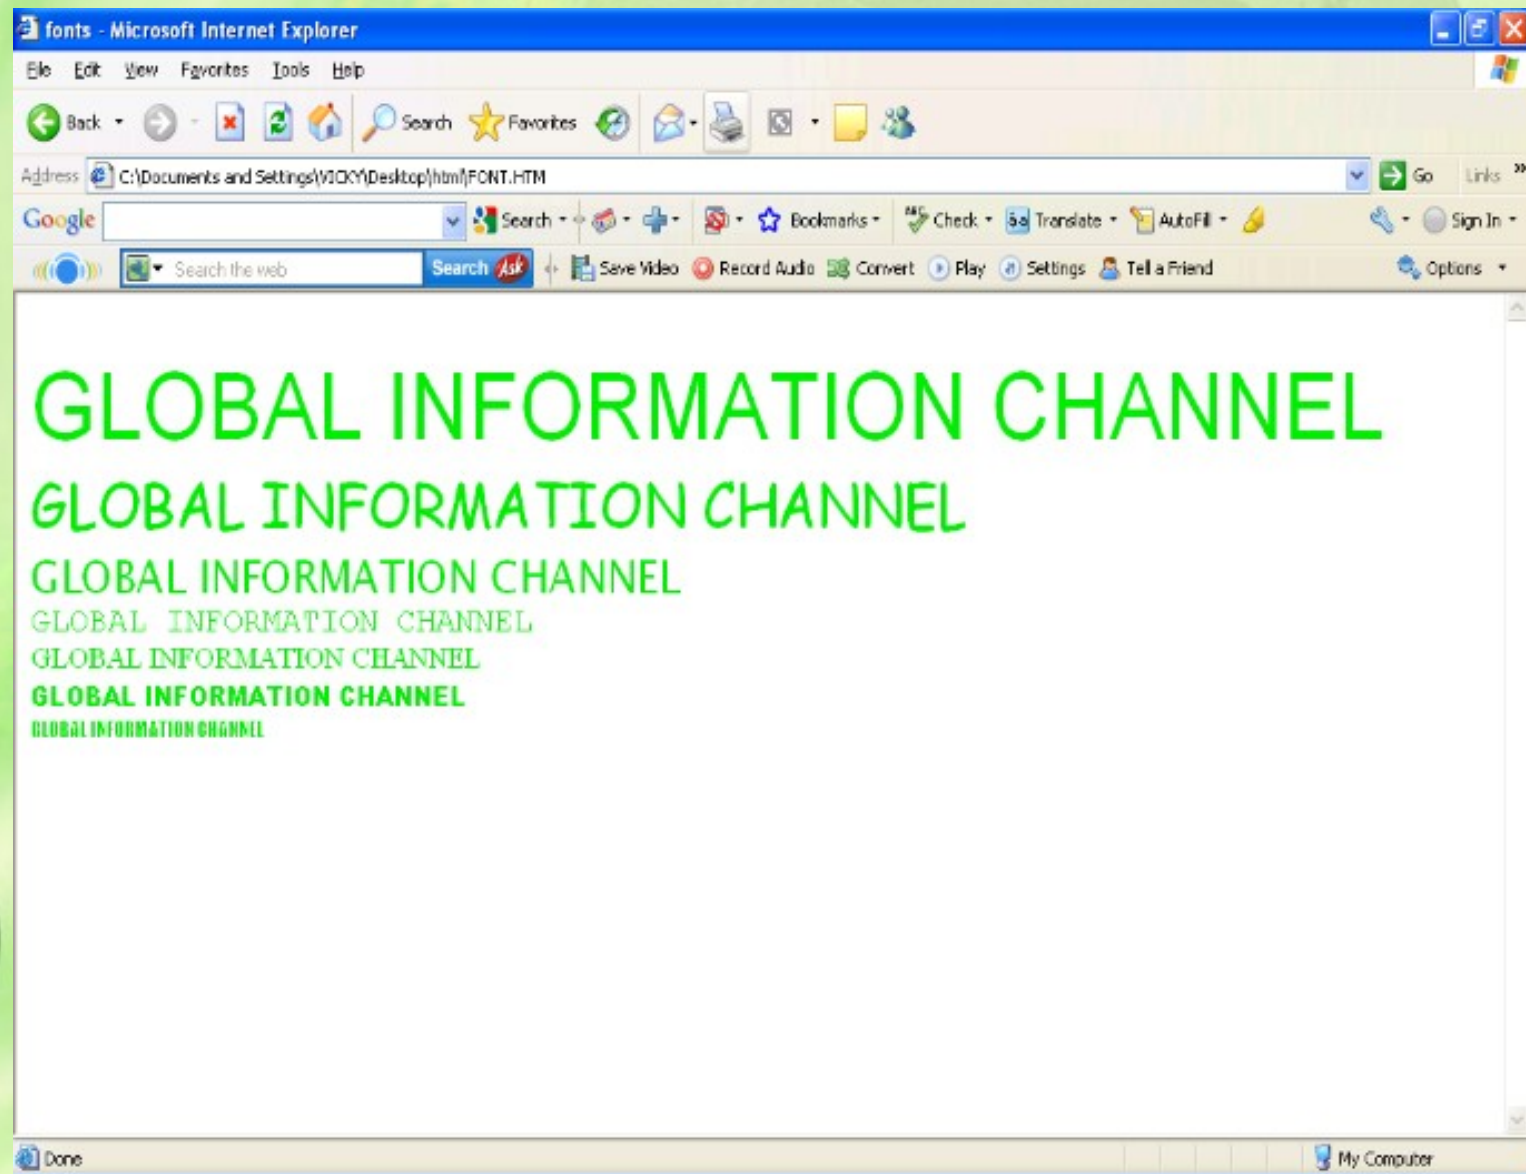 fonts - Microsoft Internet Explorer
File Edit View Favorites Tools Help
Back Search Favorites
Address C:\Documents and Settings\VICKY\Desktop\html\FONT.HTM Go Links »
Google Search Bookmarks Check Translate AutoFill Sign In
Search the web Search Ask Save Video Record Audio Convert Play Settings Tell a Friend Options
GLOBAL INFORMATION CHANNEL
GLOBAL INFORMATION CHANNEL
GLOBAL INFORMATION CHANNEL
GLOBAL INFORMATION CHANNEL
GLOBAL INFORMATION CHANNEL
GLOBAL INFORMATION CHANNEL
GLOBAL INFORMATION CHANNEL
Done My Computer